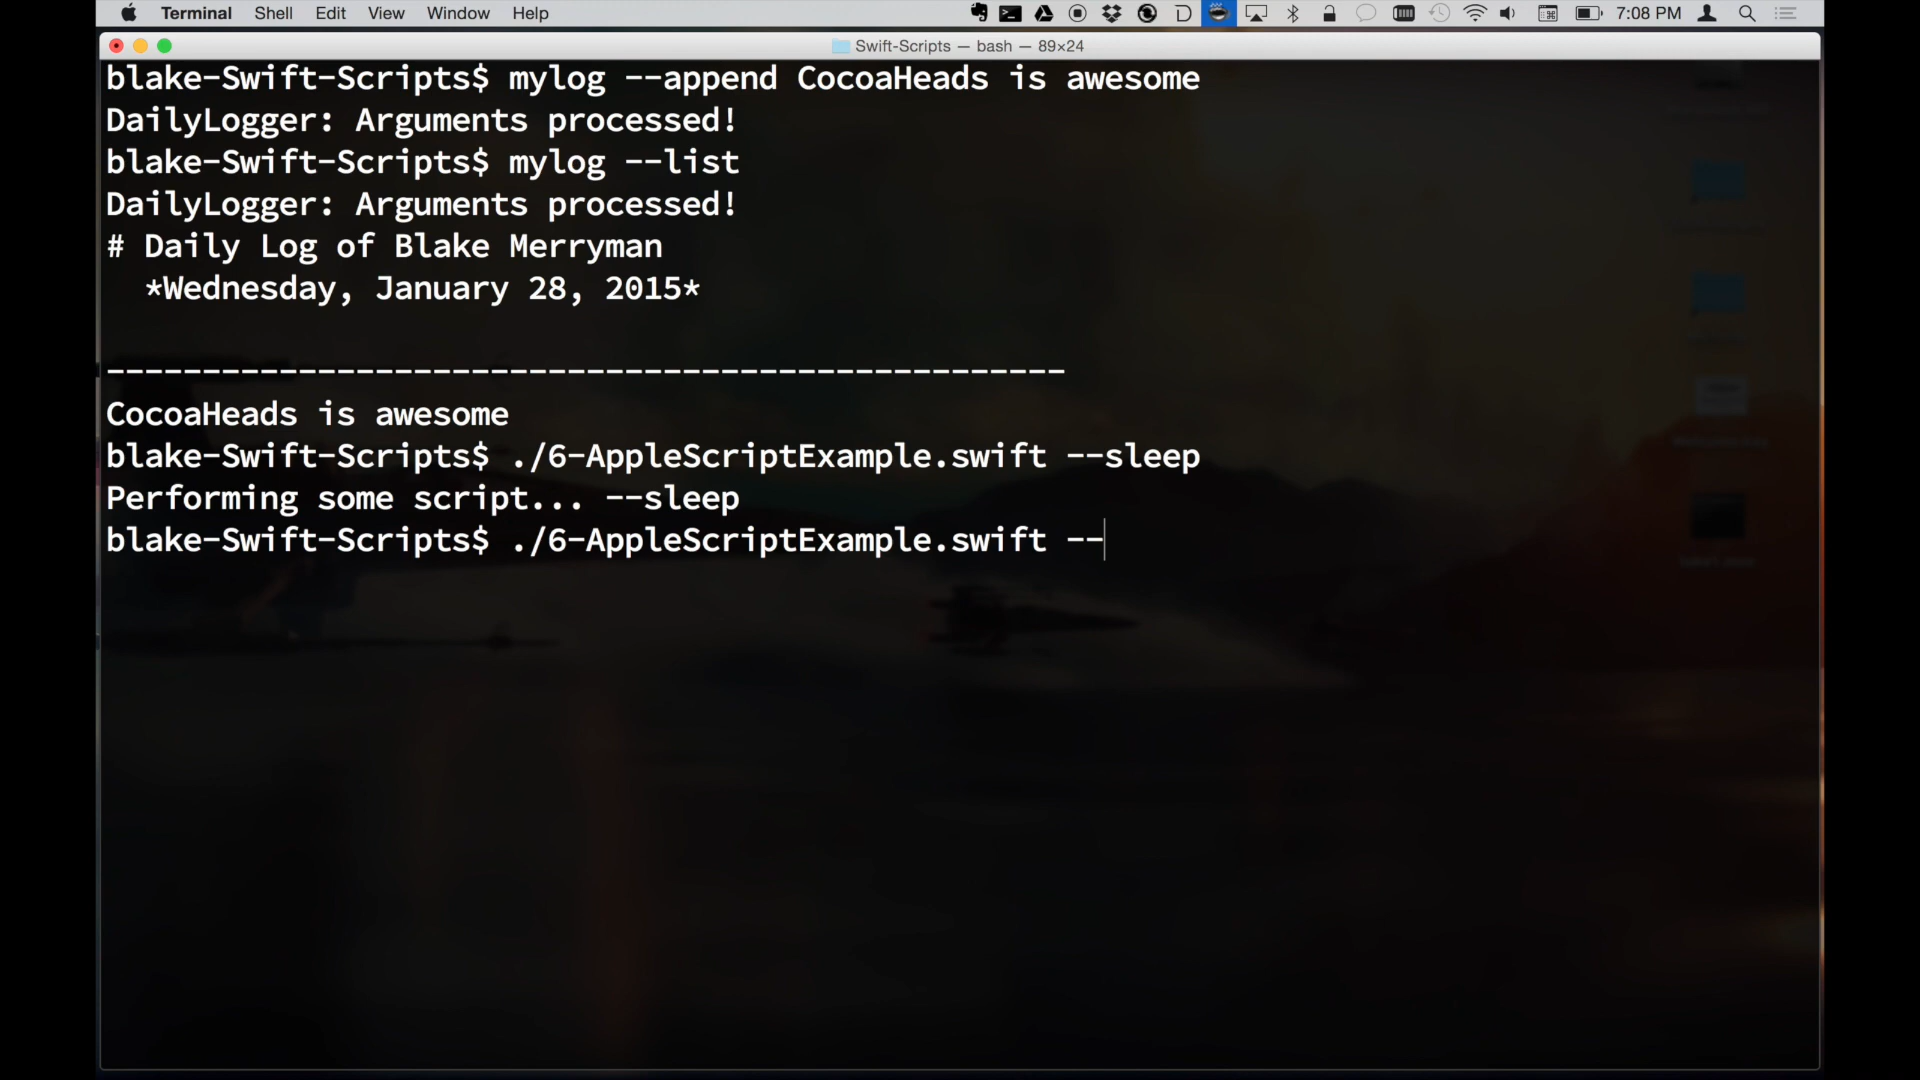 Terminal Shell Edit View Window Help 7:08 PM
Swift-Scripts — bash — 89×24
blake-Swift-Scripts$ mylog --append CocoaHeads is awesome
DailyLogger: Arguments processed!
blake-Swift-Scripts$ mylog --list
DailyLogger: Arguments processed!
# Daily Log of Blake Merryman
*Wednesday, January 28, 2015*
--------------------------------------------------
CocoaHeads is awesome
blake-Swift-Scripts$ ./6-AppleScriptExample.swift --sleep
Performing some script... --sleep
blake-Swift-Scripts$ ./6-AppleScriptExample.swift --